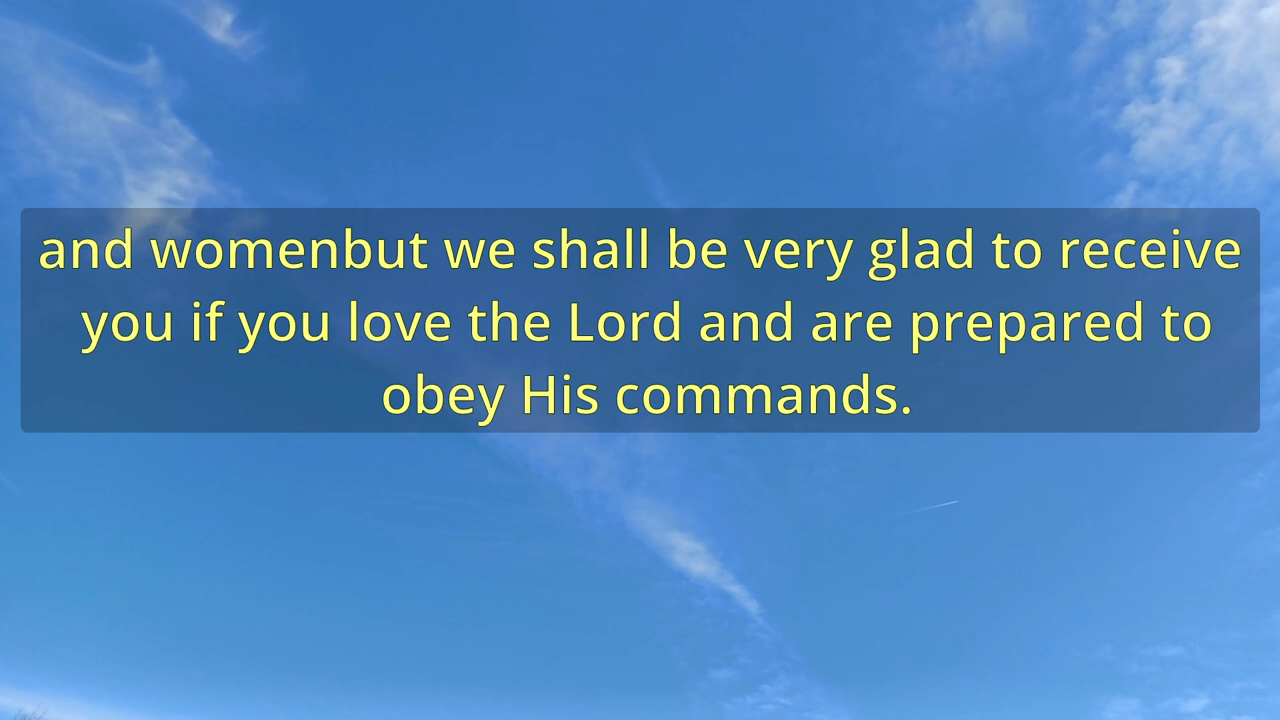 and womenbut we shall be very glad to receive
you if you love the Lord and are prepared to
obey His commands.